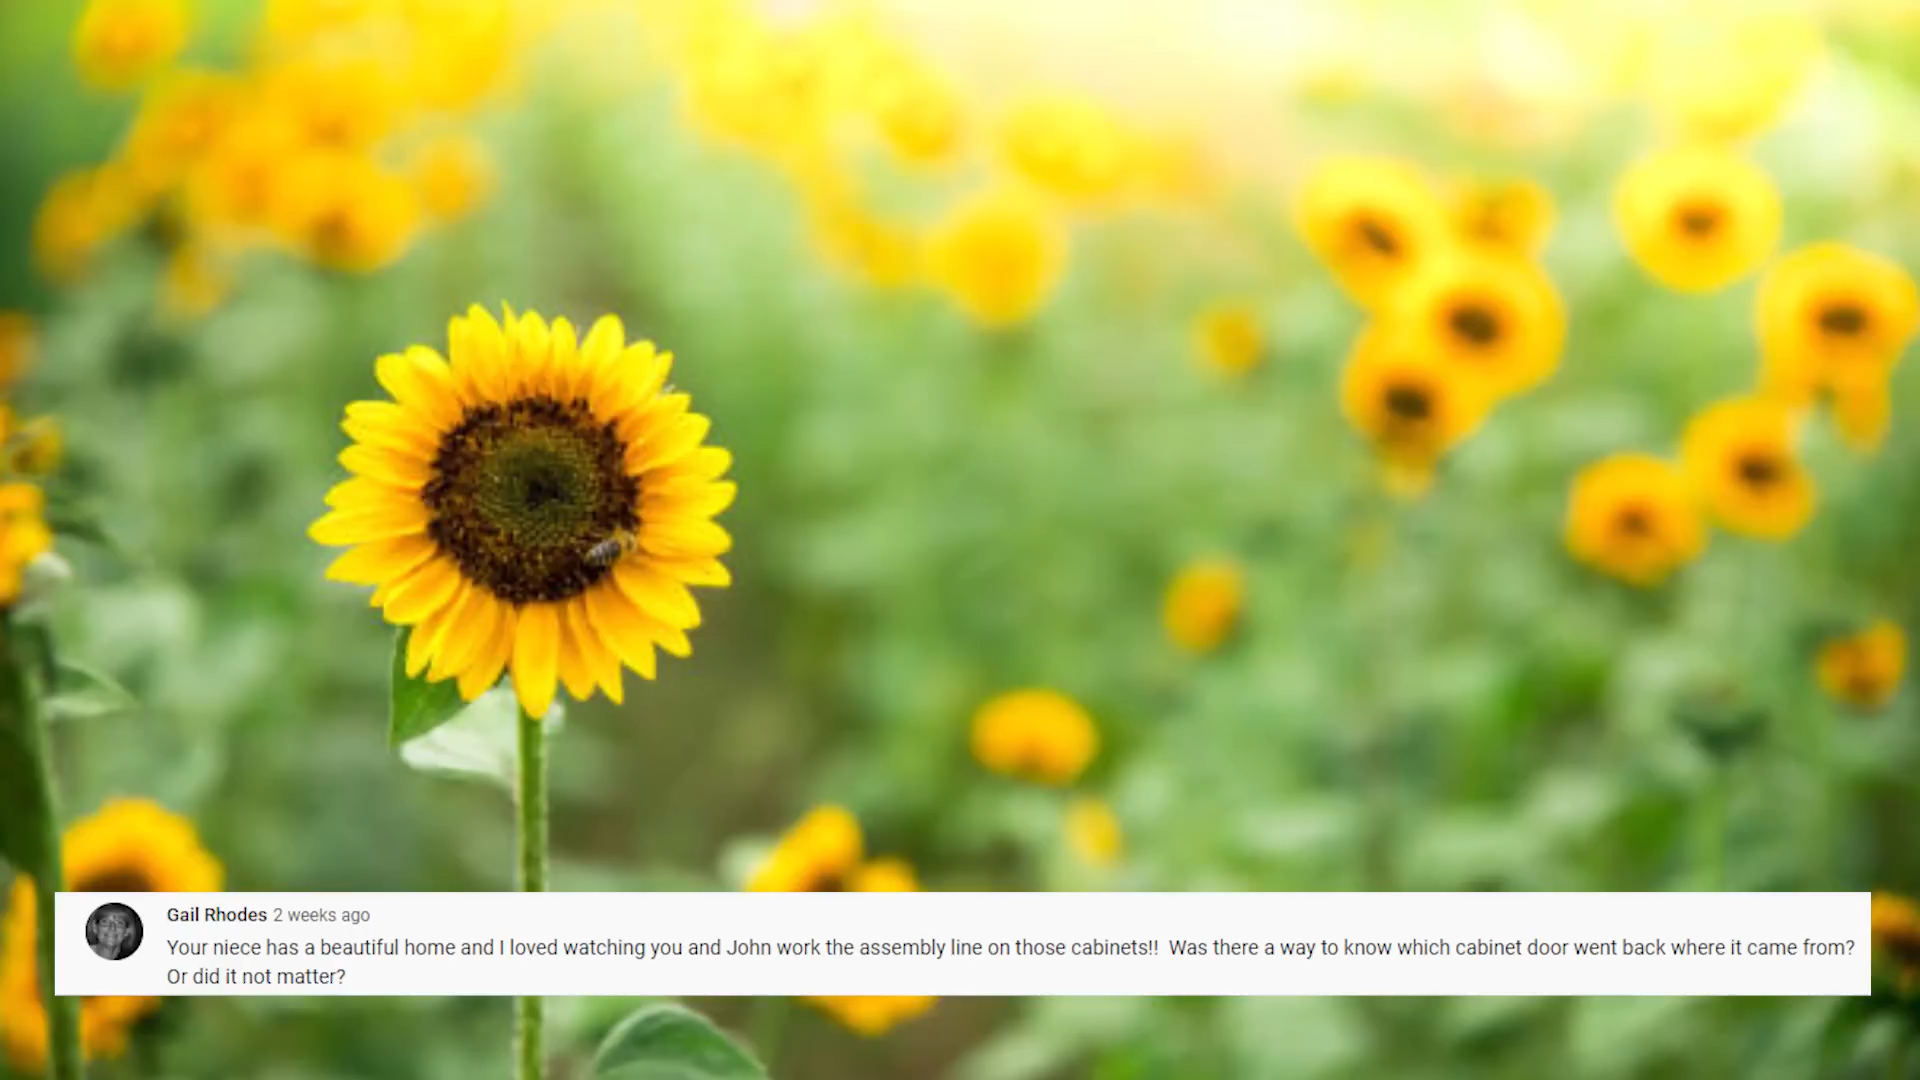 Gail Rhodes 2 weeks ago
Your niece has a beautiful home and I loved watching you and John work the assembly line on those cabinets!!  Was there a way to know which cabinet door went back where it came from?
Or did it not matter?